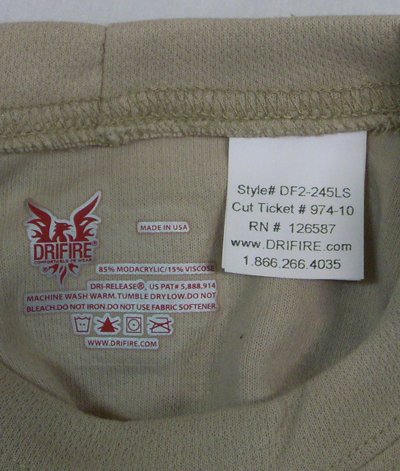 DRIFIRE®
MADE IN USA
85% MODACRYLIC/15% VISCOSE
DRI-RELEASE®, US PAT# 5,888,914
MACHINE WASH WARM. TUMBLE DRY LOW. DO NOT
BLEACH. DO NOT IRON. DO NOT USE FABRIC SOFTENER.
WWW.DRIFIRE.COM
Style# DF2-245LS
Cut Ticket # 974-10
RN # 126587
www.DRIFIRE.com
1.866.266.4035